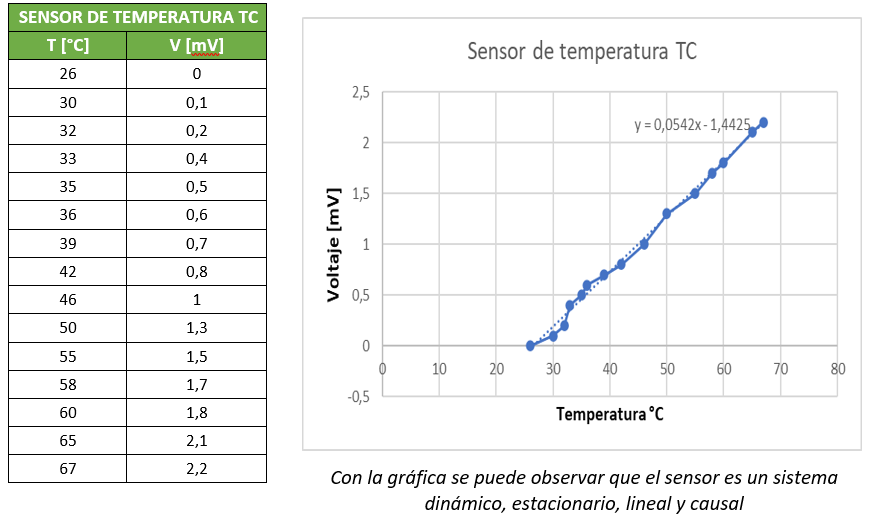 SENSOR DE TEMPERATURA TC
T [°C] V [mV]
26 0
30 0,1
32 0,2
33 0,4
35 0,5
36 0,6
39 0,7
42 0,8
46 1
50 1,3
55 1,5
58 1,7
60 1,8
65 2,1
67 2,2
Sensor de temperatura TC
2,5
2
1,5
1
0,5
0
-0,5
Voltaje [mV]
y = 0,0542x - 1,4425
0 10 20 30 40 50 60 70 80
Temperatura °C
Con la gráfica se puede observar que el sensor es un sistema
dinámico, estacionario, lineal y causal